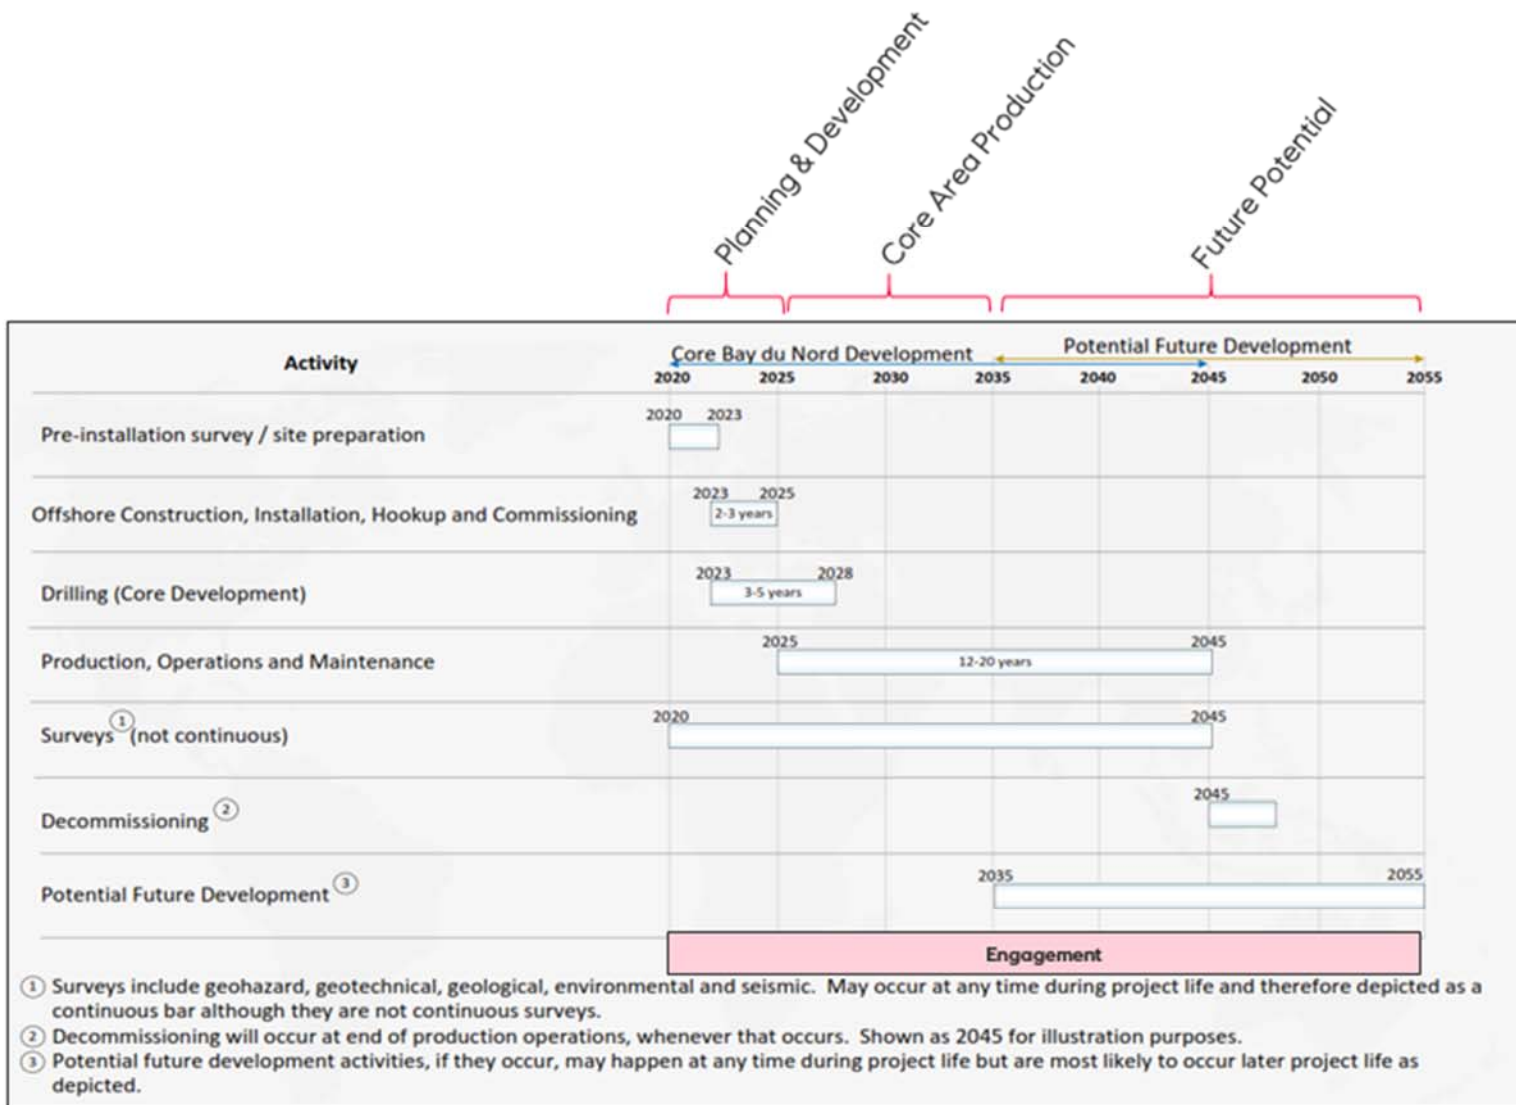 Planning & Development
Core Area Production
Future Potential
Activity
Core Bay du Nord Development
Potential Future Development
2020 2025 2030 2035 2040 2045 2050 2055
Pre-installation survey / site preparation
2020 2023
Offshore Construction, Installation, Hookup and Commissioning
2023 2025
2-3 years
Drilling (Core Development)
2023 2028
3-5 years
Production, Operations and Maintenance
2025 2045
12-20 years
Surveys ① (not continuous)
2020 2045
Decommissioning ②
2045
Potential Future Development ③
2035 2055
Engagement
① Surveys include geohazard, geotechnical, geological, environmental and seismic. May occur at any time during project life and therefore depicted as a
continuous bar although they are not continuous surveys.
② Decommissioning will occur at end of production operations, whenever that occurs. Shown as 2045 for illustration purposes.
③ Potential future development activities, if they occur, may happen at any time during project life but are most likely to occur later project life as
depicted.